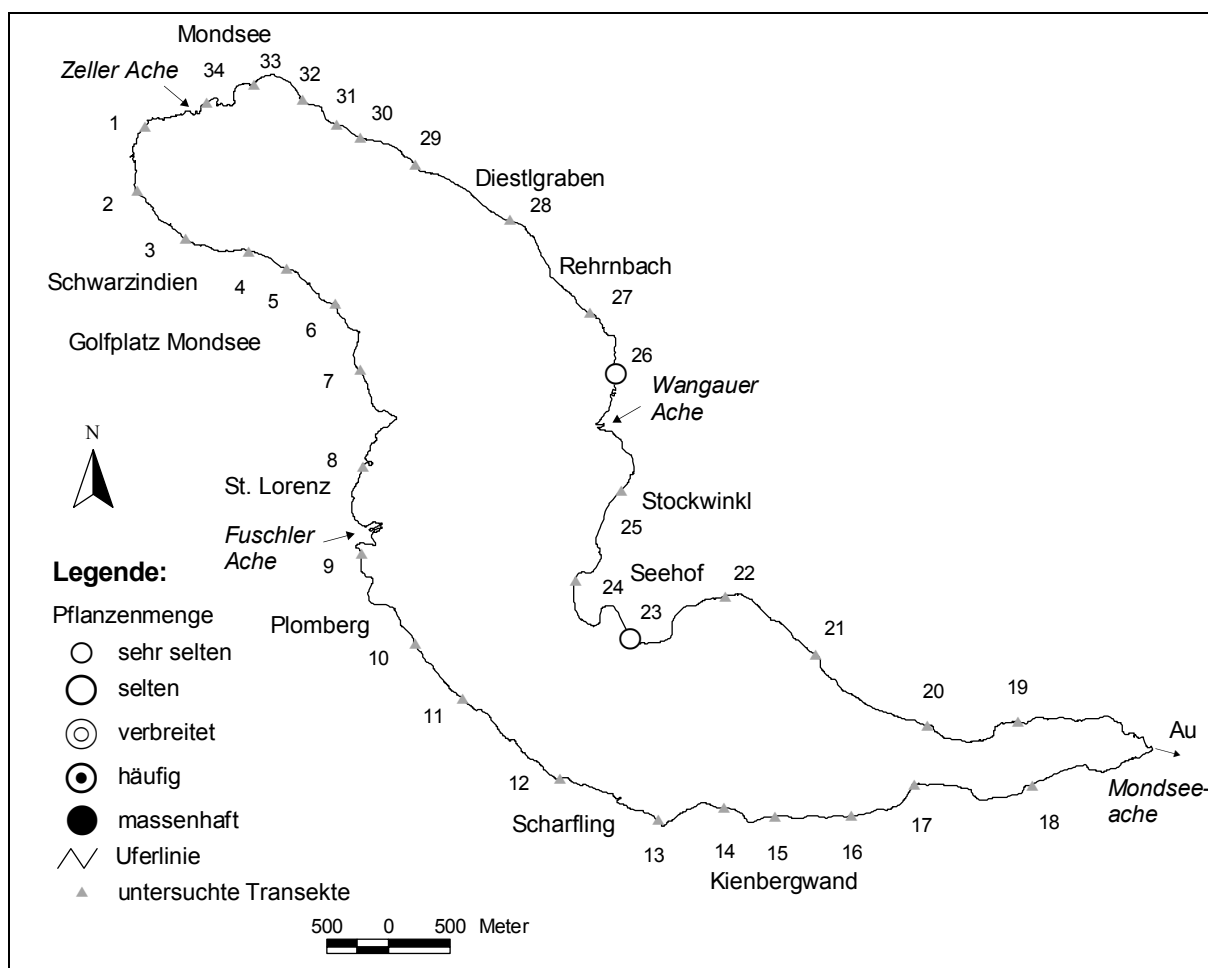 Mondsee
Zeller Ache
34
33
32
31
30
29
1
2
3
Diestlgraben
28
Schwarzindien
4
5
6
Rehrnbach
27
Golfplatz Mondsee
7
26
Wangauer
Ache
N
8
St. Lorenz
Stockwinkl
25
Fuschler
Ache
9
Seehof
24
23
22
21
20
19
Au
Mondsee-
ache
Plomberg
10
11
12
Scharfling
13
14
15
16
17
18
Kienbergwand
Legende:
Pflanzenmenge
sehr selten
selten
verbreitet
häufig
massenhaft
Uferlinie
untersuchte Transekte
500 0 500 Meter